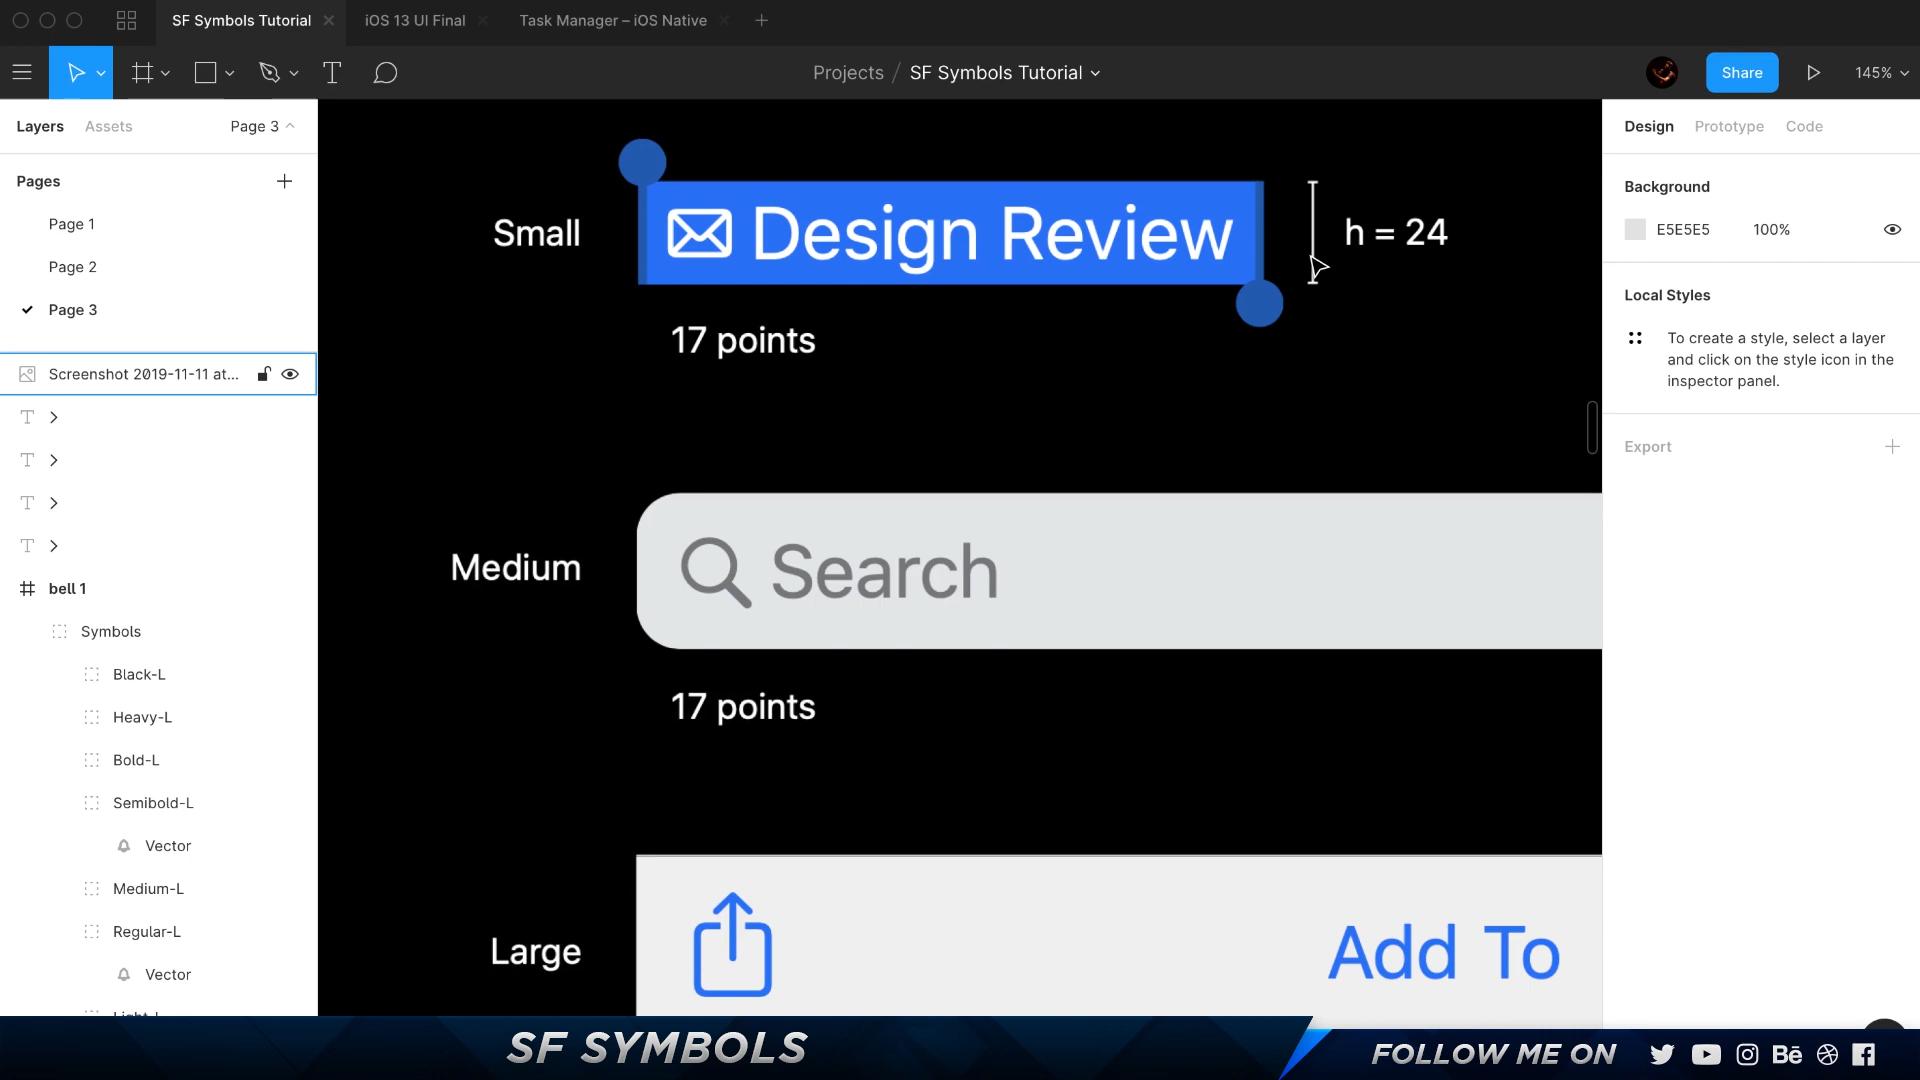 SF Symbols Tutorial
iOS 13 UI Final
Task Manager – iOS Native
Projects / SF Symbols Tutorial
Share
145%
Layers
Assets
Page 3
Pages
Page 1
Page 2
Page 3
Screenshot 2019-11-11 at...
bell 1
Symbols
Black-L
Heavy-L
Bold-L
Semibold-L
Vector
Medium-L
Regular-L
Vector
Light-L
Small
Design Review
h = 24
17 points
Medium
Search
17 points
Large
Add To
Design
Prototype
Code
Background
E5E5E5
100%
Local Styles
To create a style, select a layer
and click on the style icon in the
inspector panel.
Export
SF SYMBOLS
FOLLOW ME ON
Bē